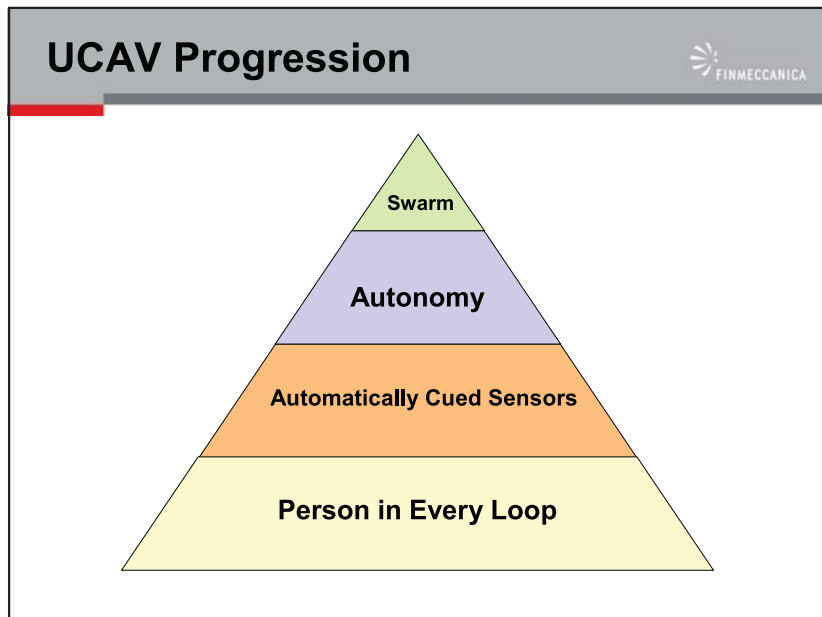 UCAV Progression
FINMECCANICA
Swarm
Autonomy
Automatically Cued Sensors
Person in Every Loop